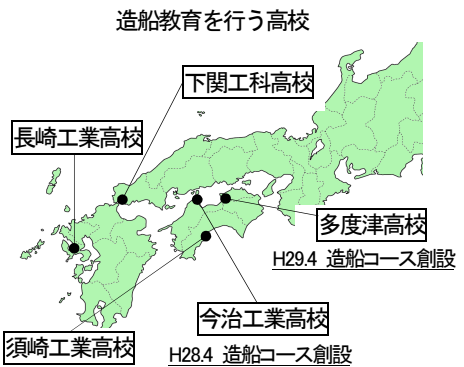 造船教育を行う高校
下関工科高校
長崎工業高校
多度津高校
H29.4 造船コース創設
今治工業高校
H28.4 造船コース創設
須崎工業高校